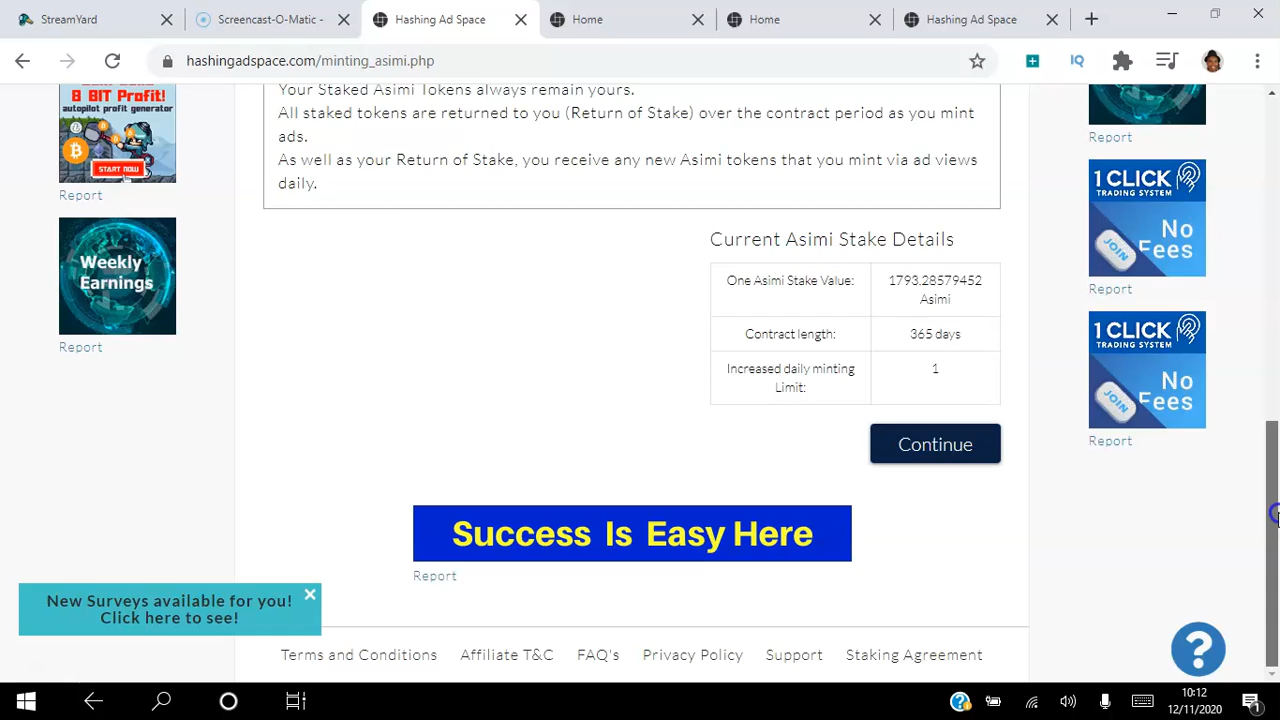 StreamYard
Screencast-O-Matic -
Hashing Ad Space
Home
Home
Hashing Ad Space
hashingadspace.com/minting_asimi.php
IQ
8 BIT Profit!
autopilot profit generator
START NOW
Report
Weekly
Earnings
Report
Your Staked Asimi Tokens always remain yours.
All staked tokens are returned to you (Return of Stake) over the contract period as you mint
ads.
As well as your Return of Stake, you receive any new Asimi tokens than you mint via ad views
daily.
Current Asimi Stake Details
One Asimi Stake Value:
1793.28579452
Asimi
Contract length:
365 days
Increased daily minting
Limit:
1
Continue
Success Is Easy Here
Report
Report
1 CLICK
TRADING SYSTEM
No
Fees
JOIN
Report
1 CLICK
TRADING SYSTEM
No
Fees
JOIN
Report
New Surveys available for you!
Click here to see!
Terms and Conditions
Affiliate T&C
FAQ's
Privacy Policy
Support
Staking Agreement
?
10:12
12/11/2020
1